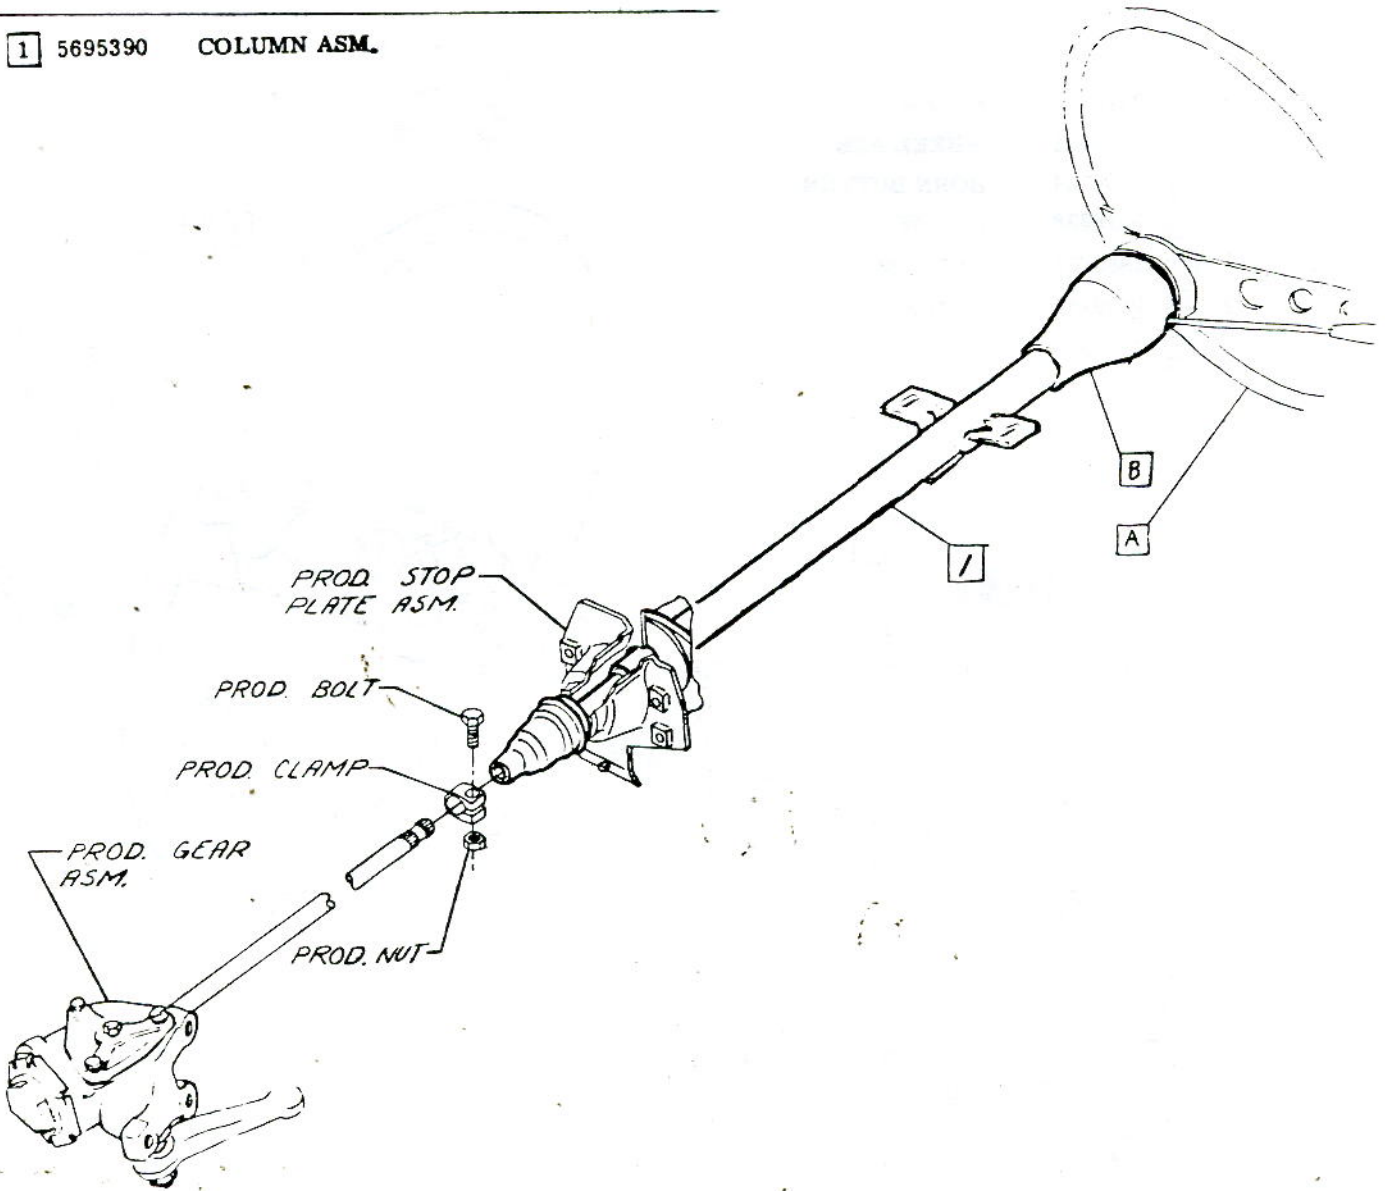 1 5695390 COLUMN ASM.
B
A
1
PROD. STOP
PLATE ASM.
PROD. BOLT
PROD. CLAMP
PROD. GEAR
ASM.
PROD. NUT